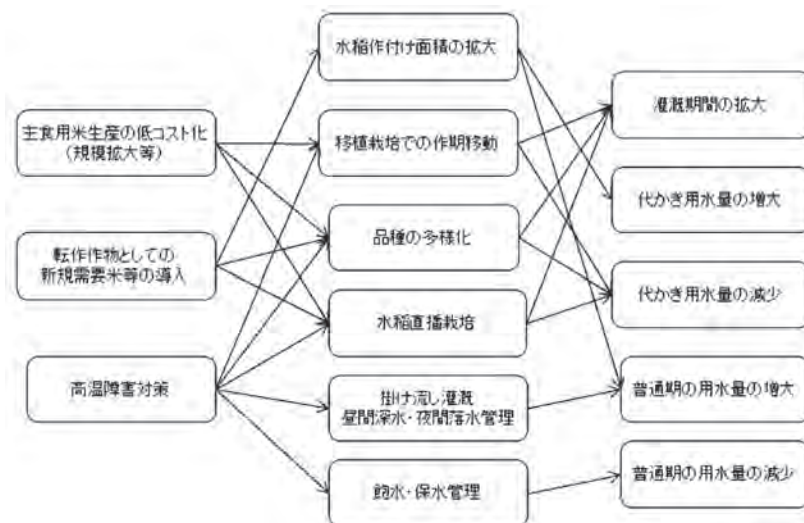 主食用米生産の低コスト化
(規模拡大等)
転作作物としての
新規需要米等の導入
高温障害対策
水稲作付け面積の拡大
移植栽培での作期移動
品種の多様化
水稲直播栽培
掛け流し灌漑
昼間深水・夜間落水管理
飽水・保水管理
灌漑期間の拡大
代かき用水量の増大
代かき用水量の減少
普通期の用水量の増大
普通期の用水量の減少